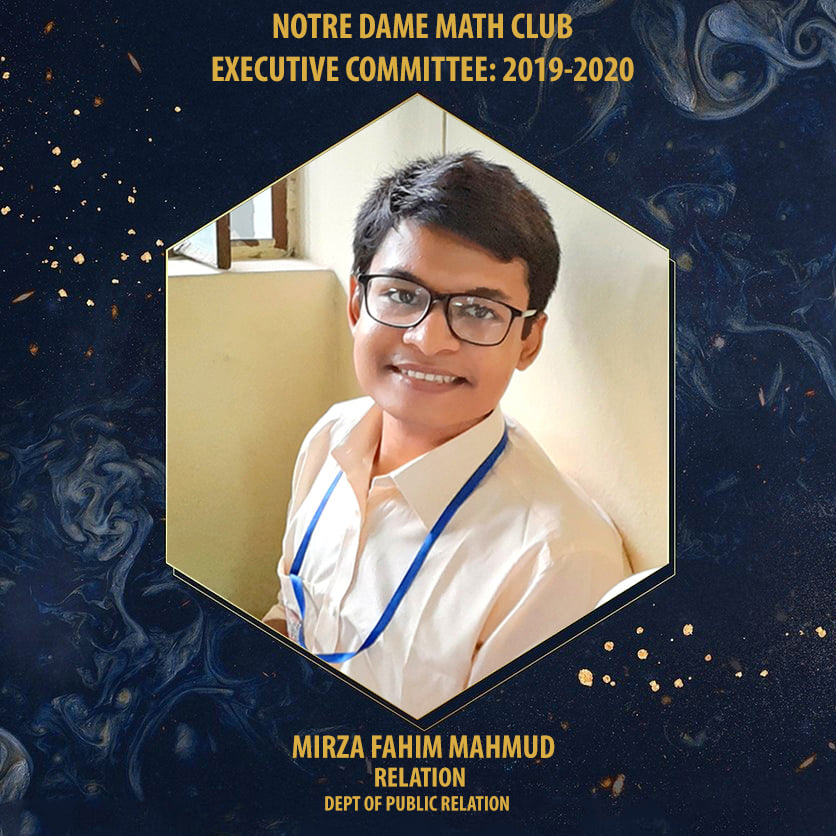 NOTRE DAME MATH CLUB
EXECUTIVE COMMITTEE: 2019-2020
MIRZA FAHIM MAHMUD
RELATION
DEPT OF PUBLIC RELATION